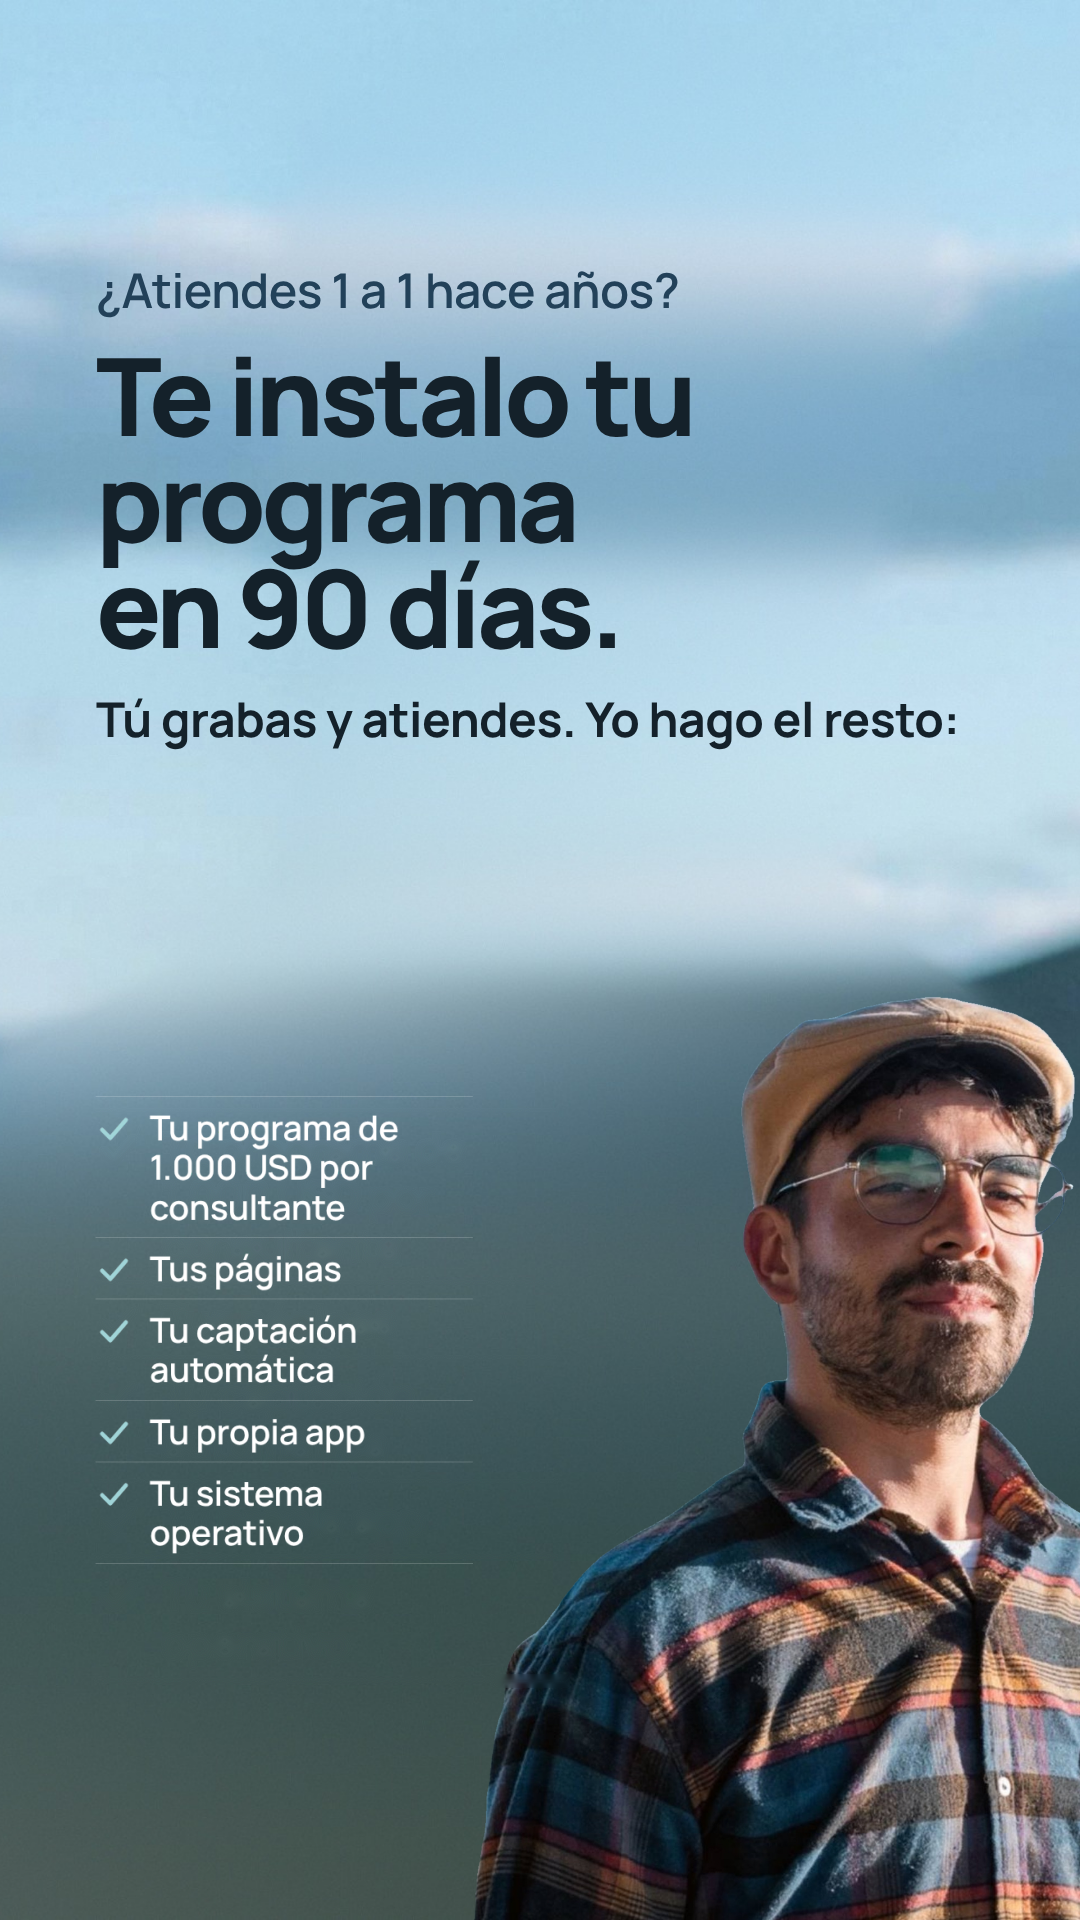 ¿Atiendes 1 a 1 hace años?
Te instalo tu
programa
en 90 días.
Tú grabas y atiendes. Yo hago el resto:
Tu programa de
1.000 USD por
consultante
Tus páginas
Tu captación
automática
Tu propia app
Tu sistema
operativo